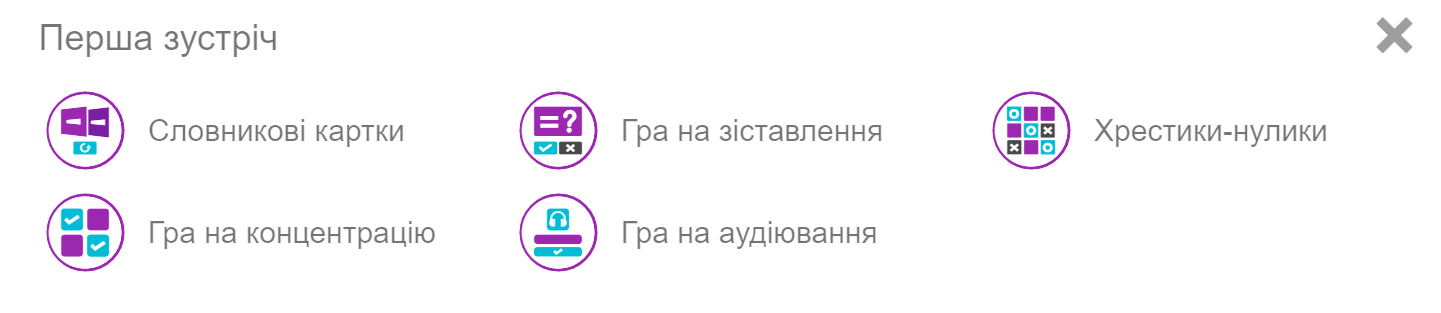 Перша зустріч
Словникові картки
Гра на зіставлення
Хрестики-нулики
Гра на концентрацію
Гра на аудіювання